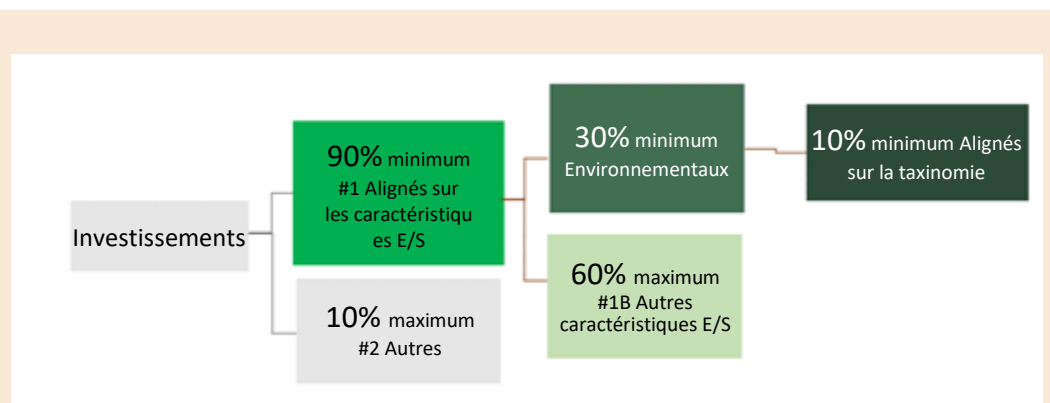 Investissements
90% minimum
#1 Alignés sur
les caractéristiqu
es E/S
10% maximum
#2 Autres
30% minimum
Environnementaux
60% maximum
#1B Autres
caractéristiques E/S
10% minimum Alignés
sur la taxinomie